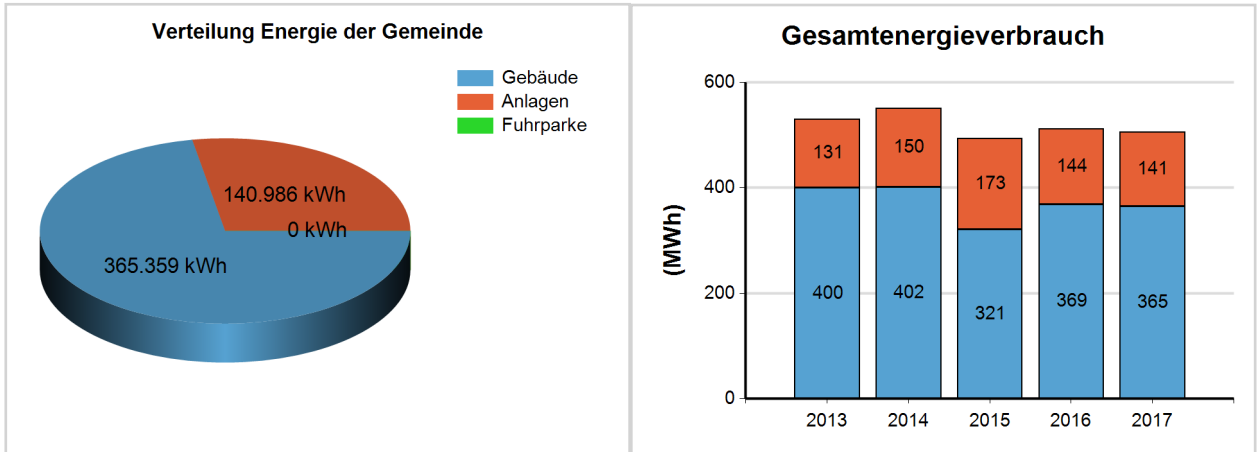 Verteilung Energie der Gemeinde
Gebäude
Anlagen
Fuhrparke
140.986 kWh
0 kWh
365.359 kWh
Gesamtenergieverbrauch
(MWh)
600
400
200
0
131
150
173
144
141
400
402
321
369
365
2013
2014
2015
2016
2017